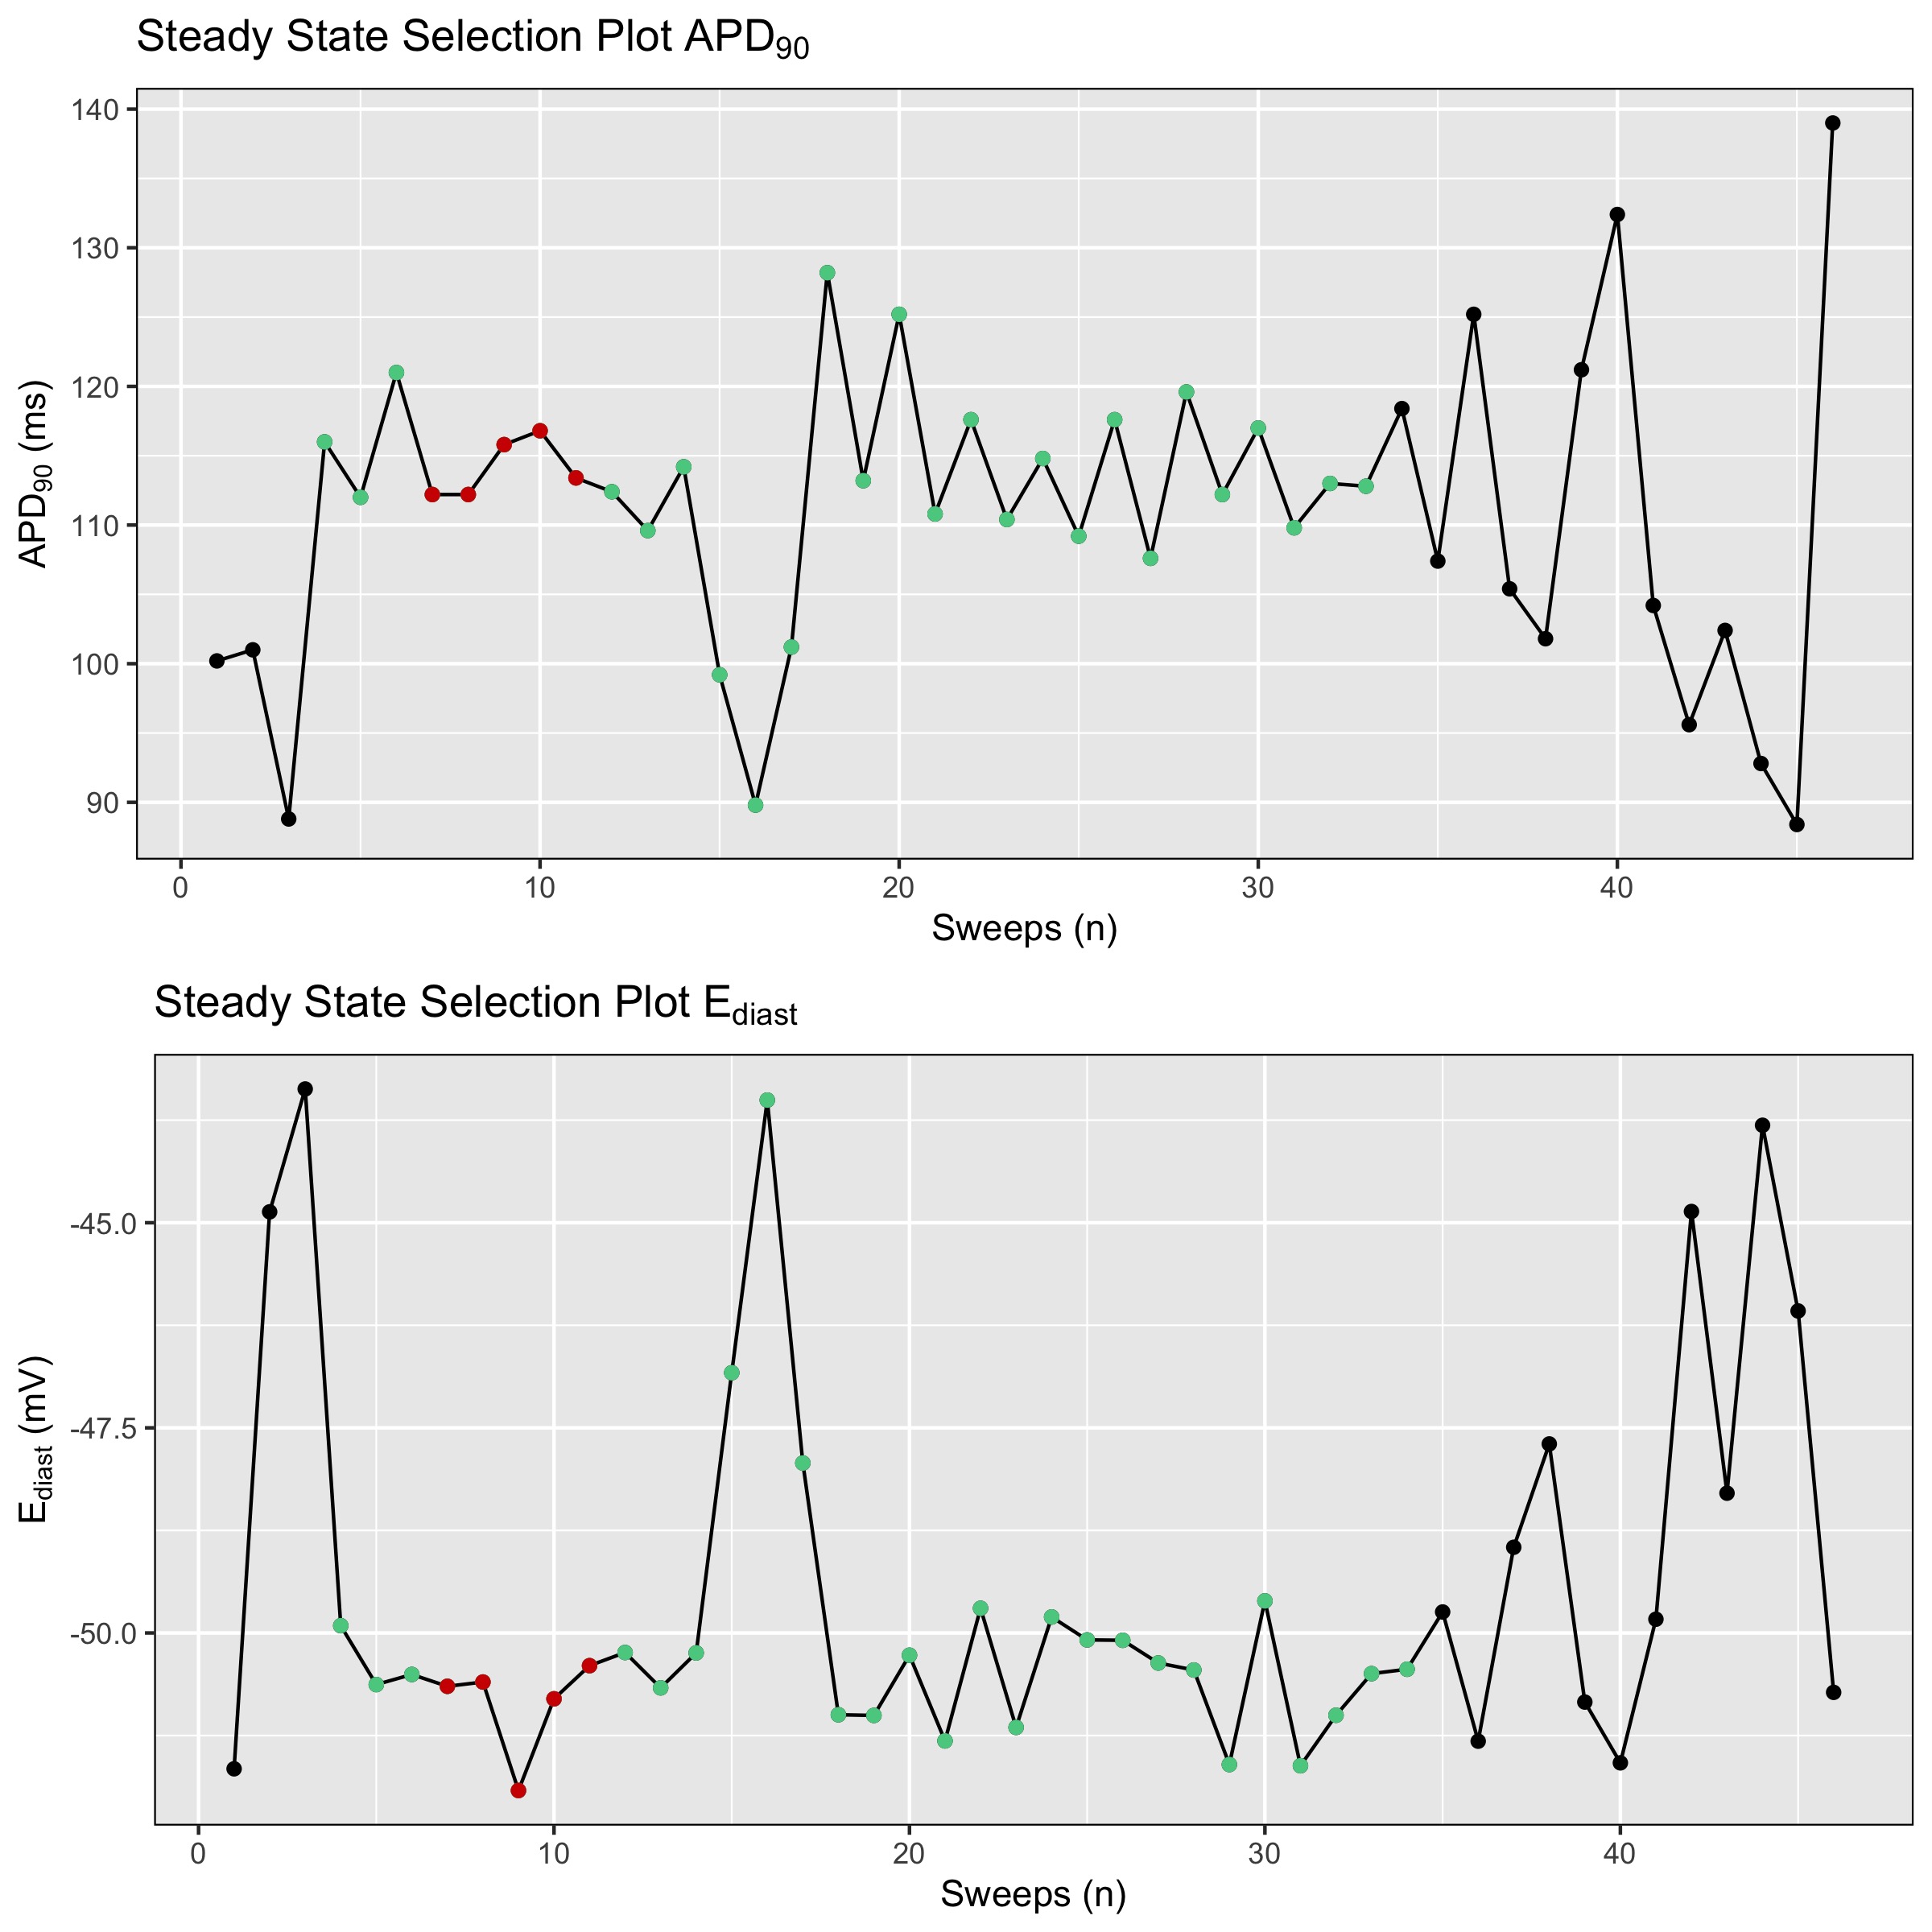 Steady State Selection Plot APD90
140
130
120
110
100
90
APD90 (ms)
0 10 20 30 40
Sweeps (n)
Steady State Selection Plot Ediast
-45.0
-47.5
-50.0
Ediast (mV)
0 10 20 30 40
Sweeps (n)